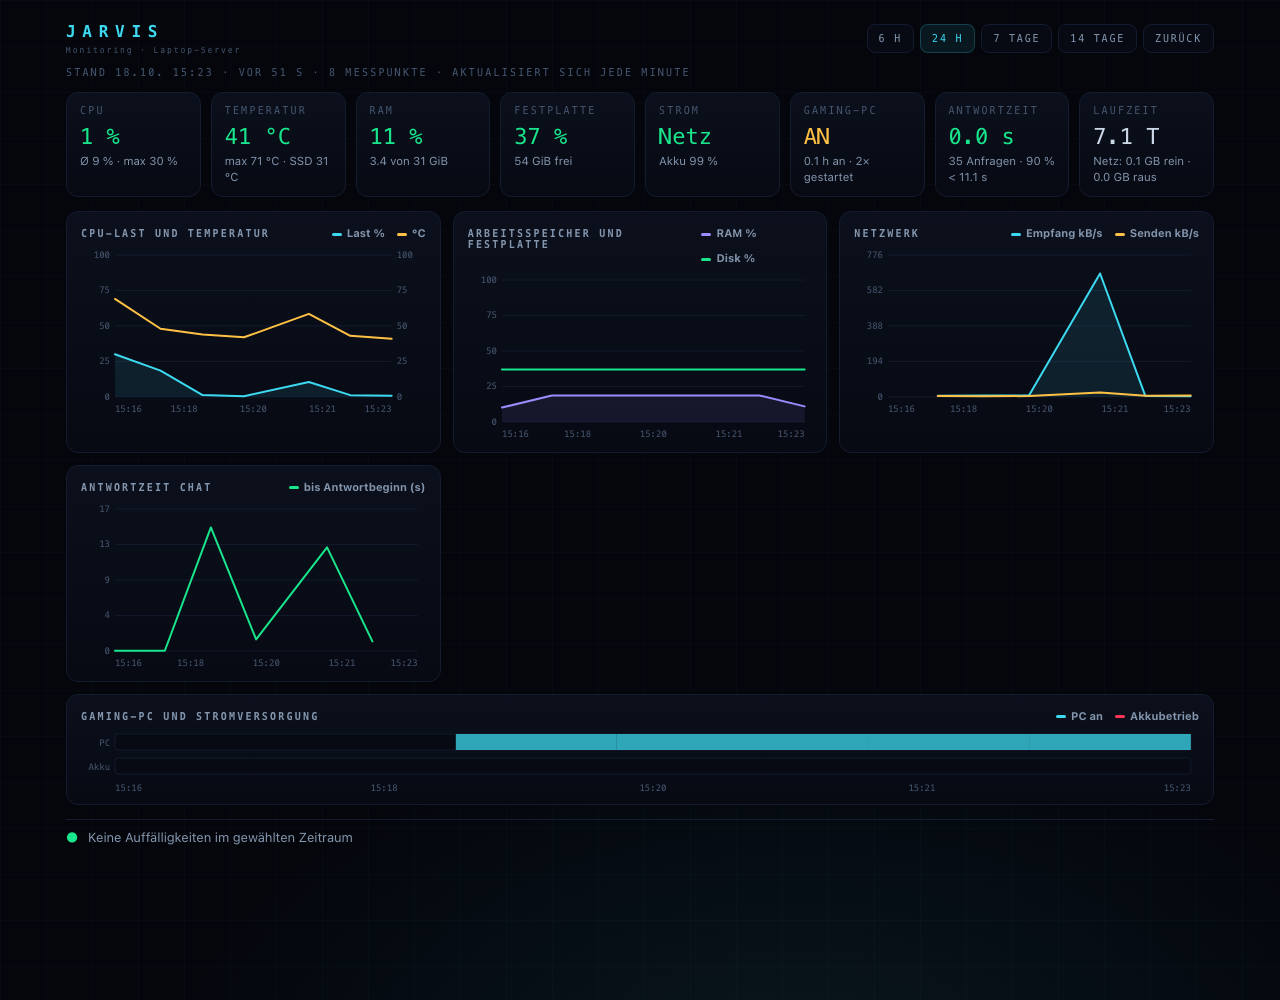 JARVIS
Monitoring · Laptop-Server
6 H
24 H
7 TAGE
14 TAGE
ZURÜCK
STAND 18.10. 15:23 · VOR 51 S · 8 MESSPUNKTE · AKTUALISIERT SICH JEDE MINUTE
CPU
1 %
Ø 9 % · max 30 %
TEMPERATUR
41 °C
max 71 °C · SSD 31
°C
RAM
11 %
3.4 von 31 GiB
FESTPLATTE
37 %
54 GiB frei
STROM
Netz
Akku 99 %
GAMING-PC
AN
0.1 h an · 2×
gestartet
ANTWORTZEIT
0.0 s
35 Anfragen · 90 %
< 11.1 s
LAUFZEIT
7.1 T
Netz: 0.1 GB rein ·
0.0 GB raus
CPU-LAST UND TEMPERATUR
Last %
°C
100
75
50
25
0
100
75
50
25
0
15:16
15:18
15:20
15:21
15:23
ARBEITSSPEICHER UND
FESTPLATTE
RAM %
Disk %
100
75
50
25
0
15:16
15:18
15:20
15:21
15:23
NETZWERK
Empfang kB/s
Senden kB/s
776
582
388
194
0
15:16
15:18
15:20
15:21
15:23
ANTWORTZEIT CHAT
bis Antwortbeginn (s)
17
13
9
4
0
15:16
15:18
15:20
15:21
15:23
GAMING-PC UND STROMVERSORGUNG
PC an
Akkubetrieb
PC
Akku
15:16
15:18
15:20
15:21
15:23
Keine Auffälligkeiten im gewählten Zeitraum